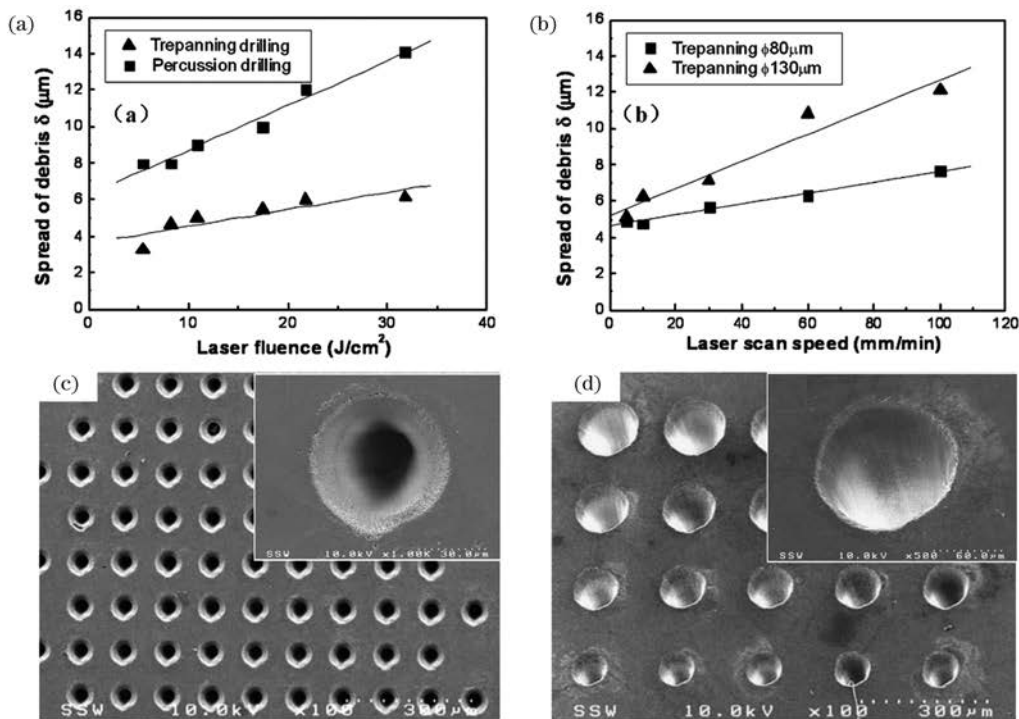 (a)
Spread of debris δ (μm)
16
14
12
10
8
6
4
2
0
Trepanning drilling
Percussion drilling
(a)
0 10 20 30 40
Laser fluence (J/cm²)
(b)
Spread of debris δ (μm)
16
14
12
10
8
6
4
2
0
Trepanning ϕ80μm
Trepanning ϕ130μm
(b)
0 20 40 60 80 100 120
Laser scan speed (mm/min)
(c)
SSW 10.0kV x1.00K 30.0μm
SSW 10.0kV x100 300μm
(d)
SSW 10.0kV x500 60.0μm
SSW 10.0kV x100 300μm